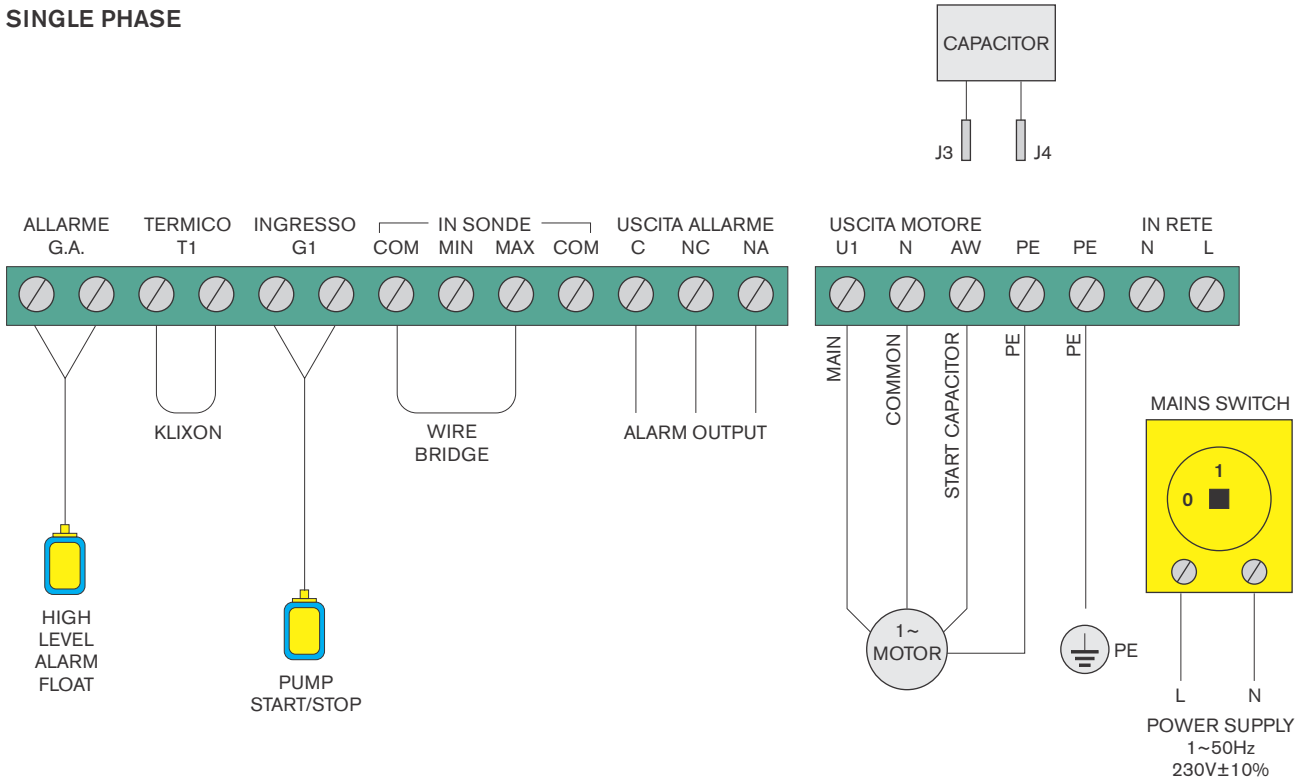 SINGLE PHASE
CAPACITOR
J3 J4
ALLARME TERMICO INGRESSO IN SONDE USCITA ALLARME USCITA MOTORE IN RETE
G.A. T1 G1 COM MIN MAX COM C NC NA U1 N AW PE PE N L
MAIN
COMMON
START CAPACITOR
PE
PE
KLIXON
WIRE
BRIDGE
ALARM OUTPUT
MAINS SWITCH
1
0
HIGH
LEVEL
ALARM
FLOAT
PUMP
START/STOP
1~
MOTOR
PE
L N
POWER SUPPLY
1~50Hz
230V±10%